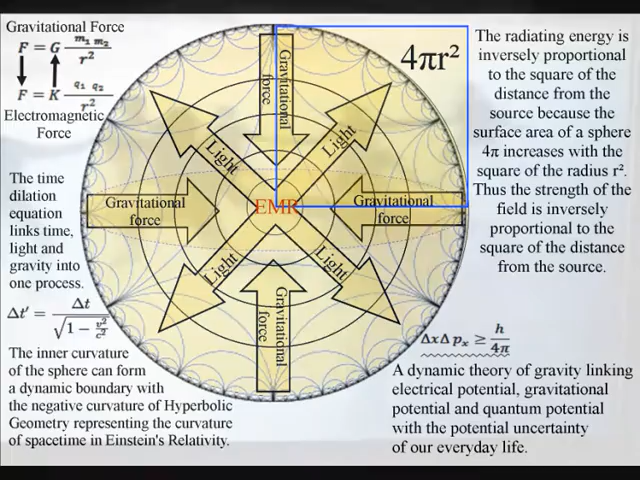 Gravitational Force
F = G m₁ m₂ / r²
F = K q₁ q₂ / r²
Electromagnetic
Force
The time
dilation
equation
links time,
light and
gravity into
one process.
Δt′ = Δt / √(1 − v²/c²)
The inner curvature
of the sphere can form
a dynamic boundary with
the negative curvature of Hyperbolic
Geometry representing the curvature
of spacetime in Einstein's Relativity.
4πr²
Gravitational
force
Light
Light
Gravitational
force
EMR
Gravitational
force
Light
Light
Gravitational
force
The radiating energy is
inversely proportional
to the square of the
distance from the
source because the
surface area of a sphere
4π increases with the
square of the radius r².
Thus the strength of the
field is inversely
proportional to the
square of the distance
from the source.
Δx Δ pₓ ≥ h / 4π
A dynamic theory of gravity linking
electrical potential, gravitational
potential and quantum potential
with the potential uncertainty
of our everyday life.